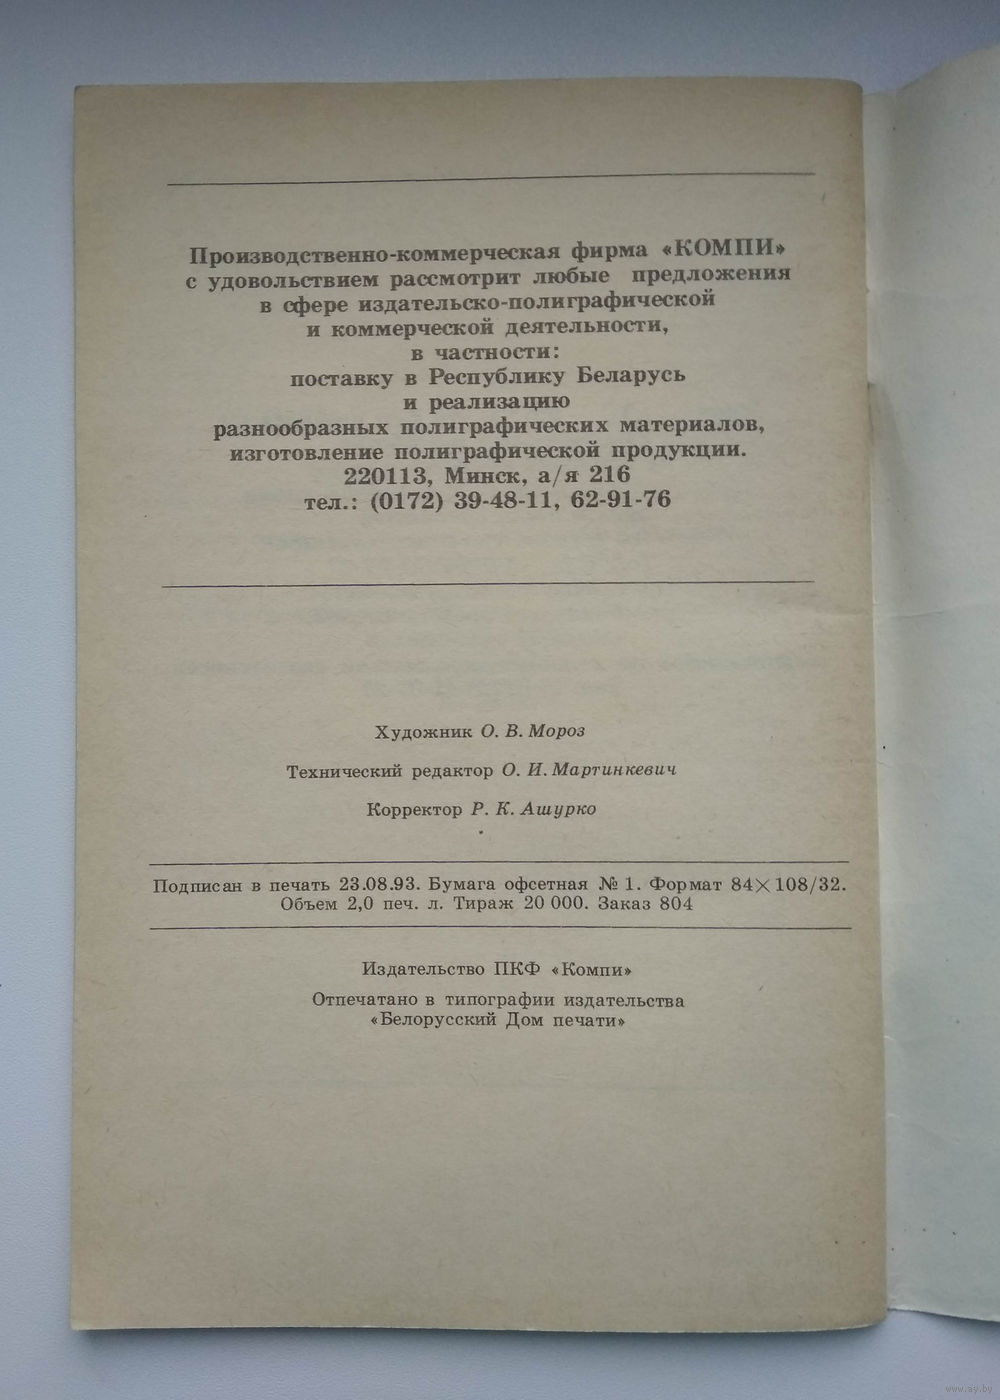 Производственно-коммерческая фирма «КОМПИ»
с удовольствием рассмотрит любые предложения
в сфере издательско-полиграфической
и коммерческой деятельности,
в частности:
поставку в Республику Беларусь
и реализацию
разнообразных полиграфических материалов,
изготовление полиграфической продукции.
220113, Минск, а/я 216
тел.: (0172) 39-48-11, 62-91-76
Художник О. В. Мороз
Технический редактор О. И. Мартинкевич
Корректор Р. К. Ашурко
Подписан в печать 23.08.93. Бумага офсетная № 1. Формат 84×108/32.
Объем 2,0 печ. л. Тираж 20 000. Заказ 804
Издательство ПКФ «Компи»
Отпечатано в типографии издательства
«Белорусский Дом печати»
www.ay.by